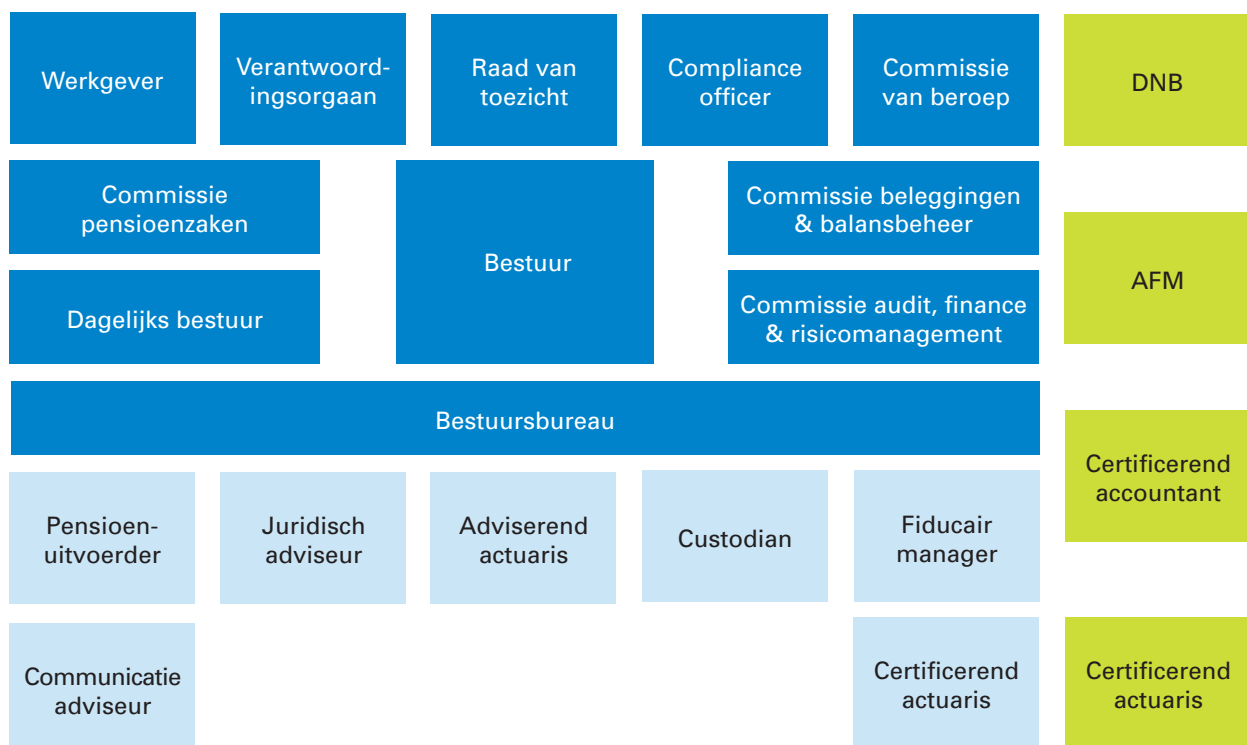 Werkgever
Verantwoord-
ingsorgaan
Raad van
toezicht
Compliance
officer
Commissie
van beroep
DNB
Commissie
pensioenzaken
Bestuur
Commissie beleggingen
& balansbeheer
AFM
Dagelijks bestuur
Commissie audit, finance
& risicomanagement
Bestuursbureau
Certificerend
accountant
Pensioen-
uitvoerder
Juridisch
adviseur
Adviserend
actuaris
Custodian
Fiducair
manager
Communicatie
adviseur
Certificerend
actuaris
Certificerend
actuaris